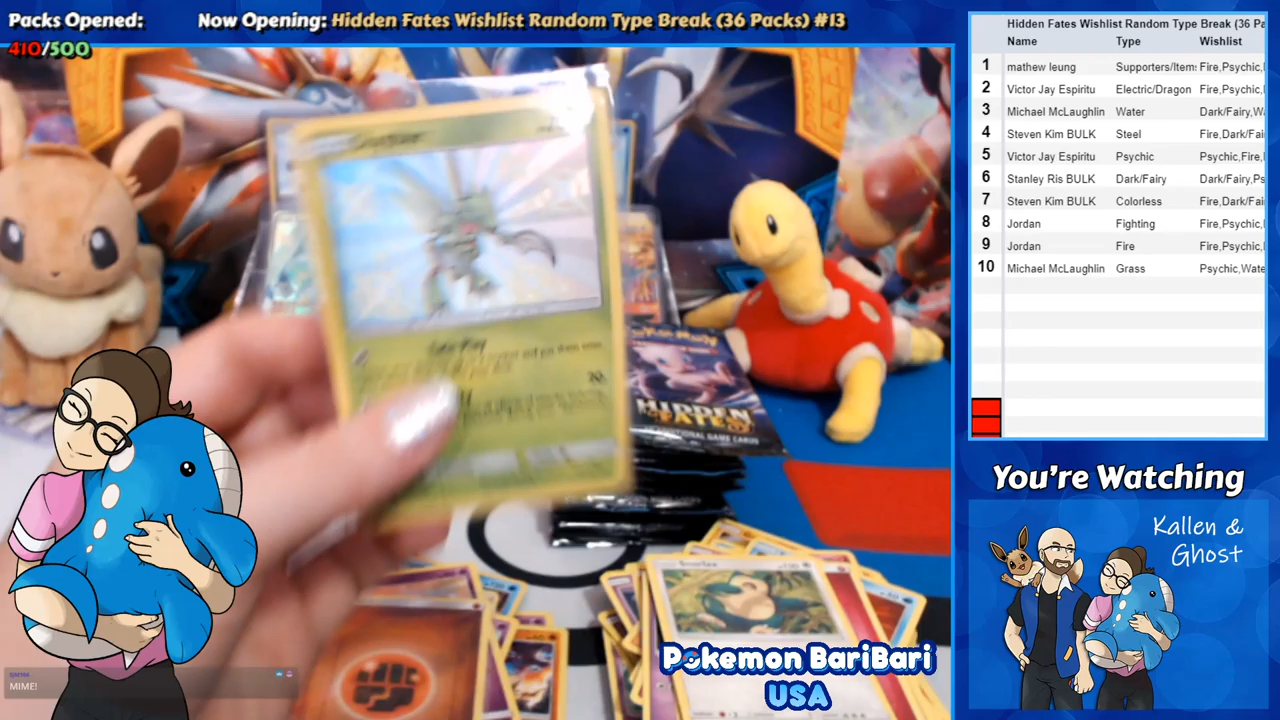 Packs Opened:
410/500
Now Opening: Hidden Fates Wishlist Random Type Break (36 Packs) #13
Hidden Fates Wishlist Random Type Break (36 Pa
Name Type Wishlist
1 mathew leung Supporters/Item: Fire,Psychic,
2 Victor Jay Espiritu Electric/Dragon Fire,Psychic,
3 Michael McLaughlin Water Dark/Fairy,Wa
4 Steven Kim BULK Steel Fire,Dark/Fai
5 Victor Jay Espiritu Psychic Psychic,Fire,
6 Stanley Ris BULK Dark/Fairy Dark/Fairy,Ps
7 Steven Kim BULK Colorless Fire,Dark/Fai
8 Jordan Fighting Fire,Psychic,
9 Jordan Fire Fire,Psychic,
10 Michael McLaughlin Grass Psychic,Wate
HIDDEN
FATES
Snorlax
You're Watching
Kallen &
Ghost
Pokemon BariBari
USA
MIME!